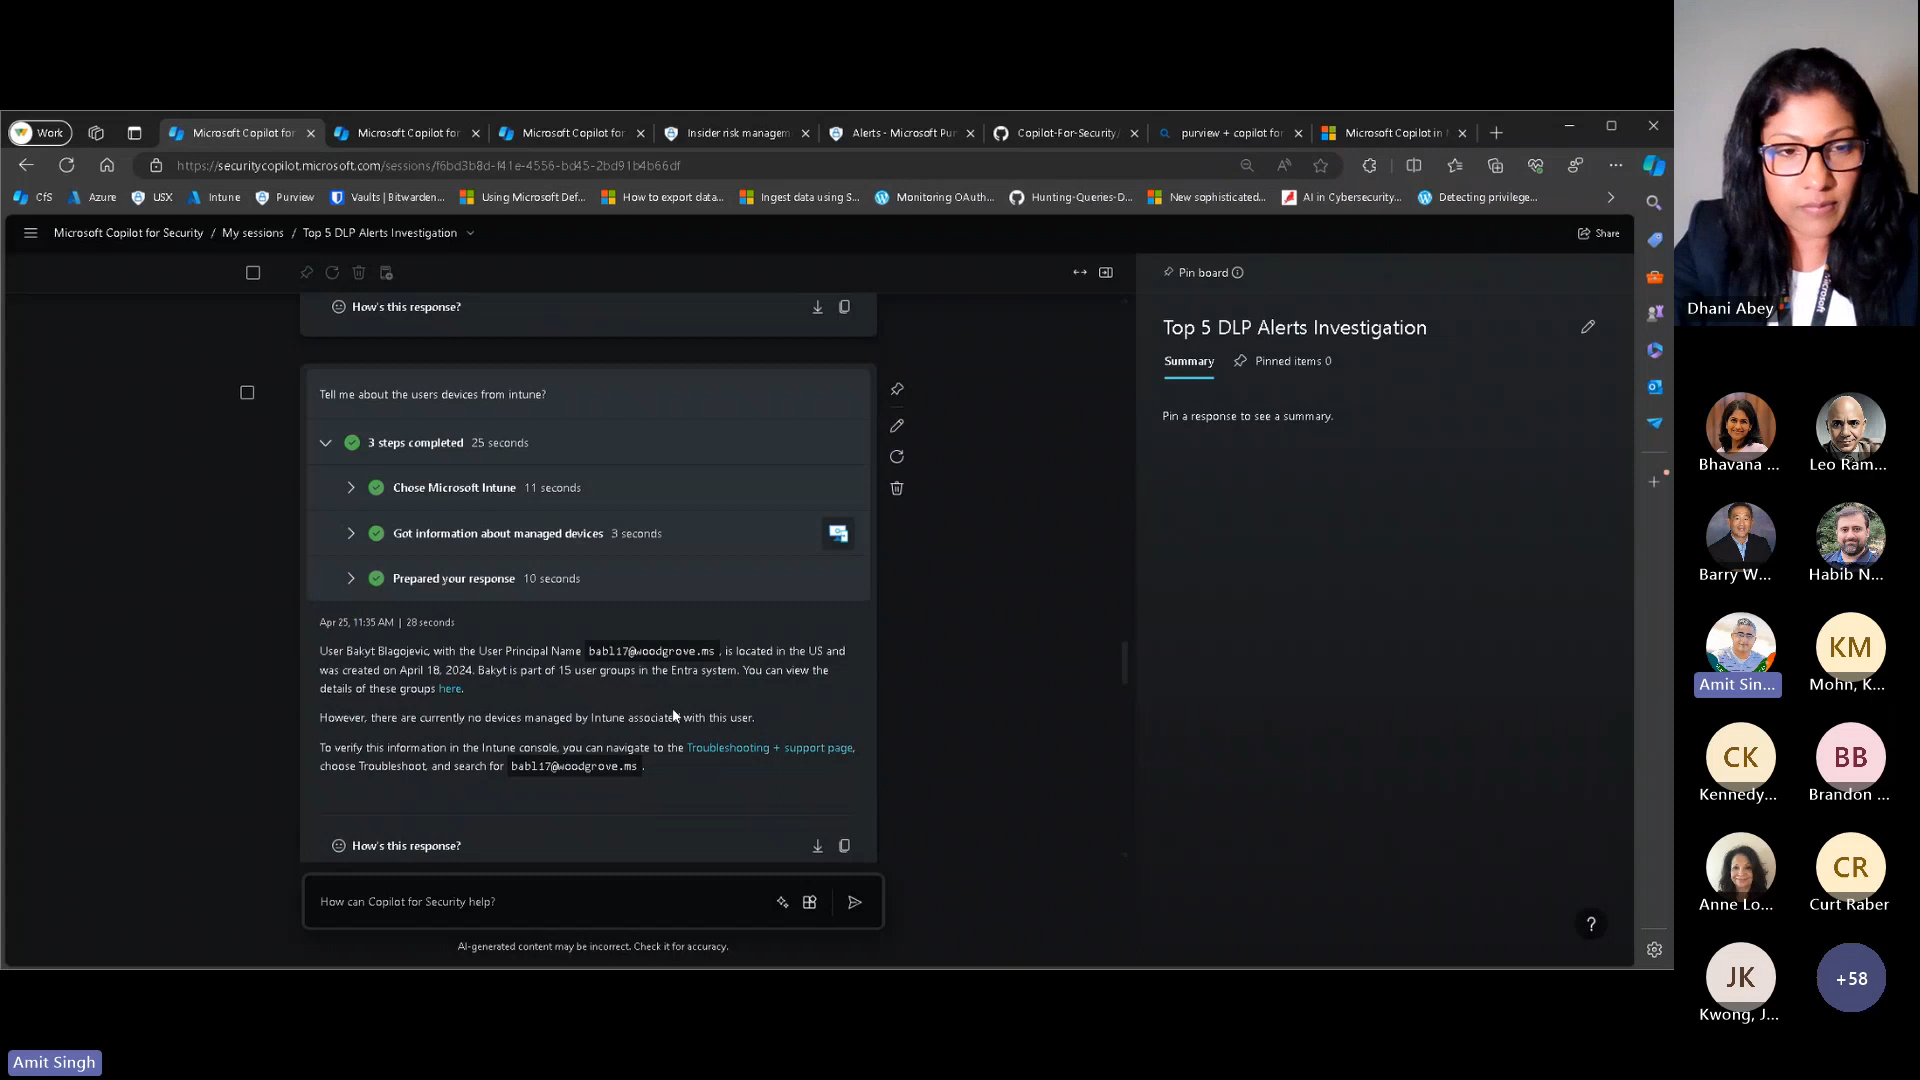 Work
Microsoft Copilot for
Microsoft Copilot for
Microsoft Copilot for
Insider risk managem
Alerts - Microsoft Pur
Copilot-For-Security/
purview + copilot for
Microsoft Copilot in
https://securitycopilot.microsoft.com/sessions/f6bd3b8d-f41e-4556-bd45-2bd91b4b66df
CfS
Azure
USX
Intune
Purview
Vaults | Bitwarden...
Using Microsoft Def...
How to export data...
Ingest data using S...
Monitoring OAuth...
Hunting-Queries-D...
New sophisticated...
AI in Cybersecurity...
Detecting privilege...
Microsoft Copilot for Security / My sessions / Top 5 DLP Alerts Investigation
Share
How's this response?
Tell me about the users devices from intune?
3 steps completed 25 seconds
Chose Microsoft Intune 11 seconds
Got information about managed devices 3 seconds
Prepared your response 10 seconds
Apr 25, 11:35 AM | 28 seconds
User Bakyt Blagojevic, with the User Principal Name babl17@woodgrove.ms , is located in the US and
was created on April 18, 2024. Bakyt is part of 15 user groups in the Entra system. You can view the
details of these groups here.
However, there are currently no devices managed by Intune associated with this user.
To verify this information in the Intune console, you can navigate to the Troubleshooting + support page,
choose Troubleshoot, and search for babl17@woodgrove.ms .
How's this response?
How can Copilot for Security help?
AI-generated content may be incorrect. Check it for accuracy.
Pin board
Top 5 DLP Alerts Investigation
Summary
Pinned items 0
Pin a response to see a summary.
?
Dhani Abey
Microsoft
Bhavana ...
Leo Ram...
Barry W...
Habib N...
Amit Sin...
KM
Mohn, K...
CK
Kennedy...
BB
Brandon ...
Anne Lo...
CR
Curt Raber
JK
Kwong, J...
+58
Amit Singh